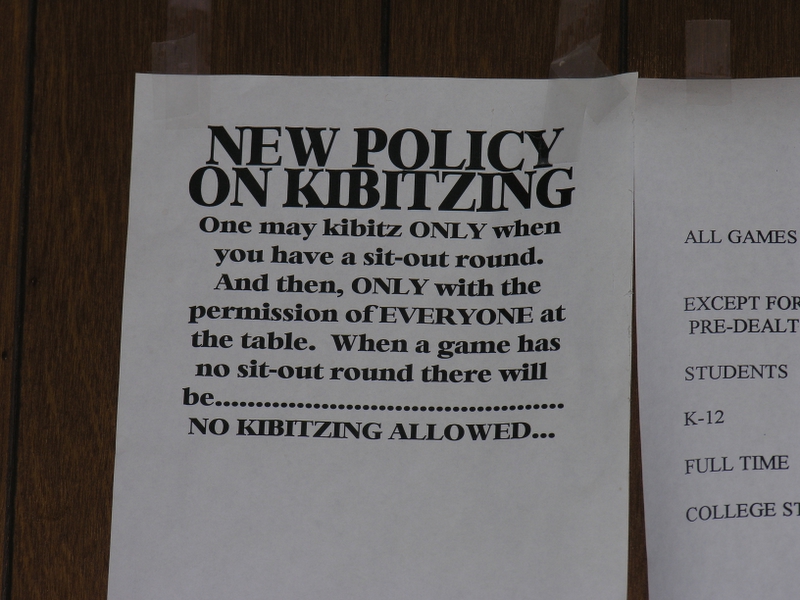 NEW POLICY
ON KIBITZING
One may kibitz ONLY when
you have a sit-out round.
And then, ONLY with the
permission of EVERYONE at
the table. When a game has
no sit-out round there will
be............................................
NO KIBITZING ALLOWED...
ALL GAMES
EXCEPT FOR
PRE-DEALT
STUDENTS
K-12
FULL TIME
COLLEGE ST